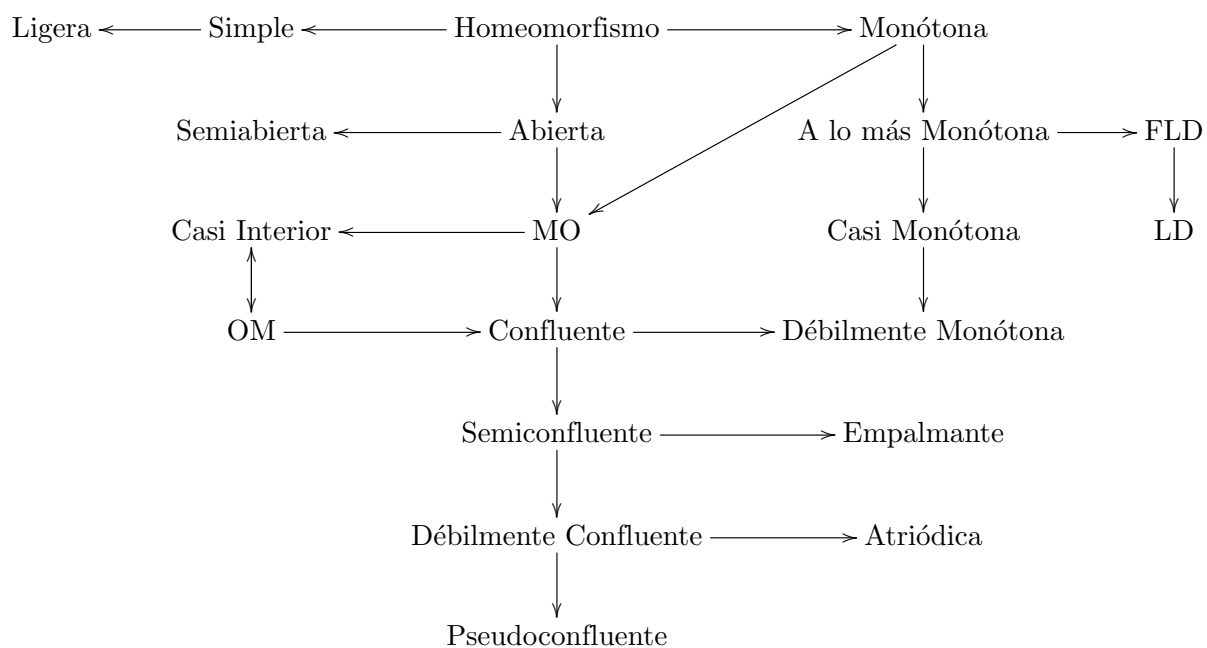 Ligera Simple Homeomorfismo Monótona
Semiabierta Abierta A lo más Monótona FLD
Casi Interior MO Casi Monótona LD
OM Confluente Débilmente Monótona
Semiconfluente Empalmante
Débilmente Confluente Atriódica
Pseudoconfluente